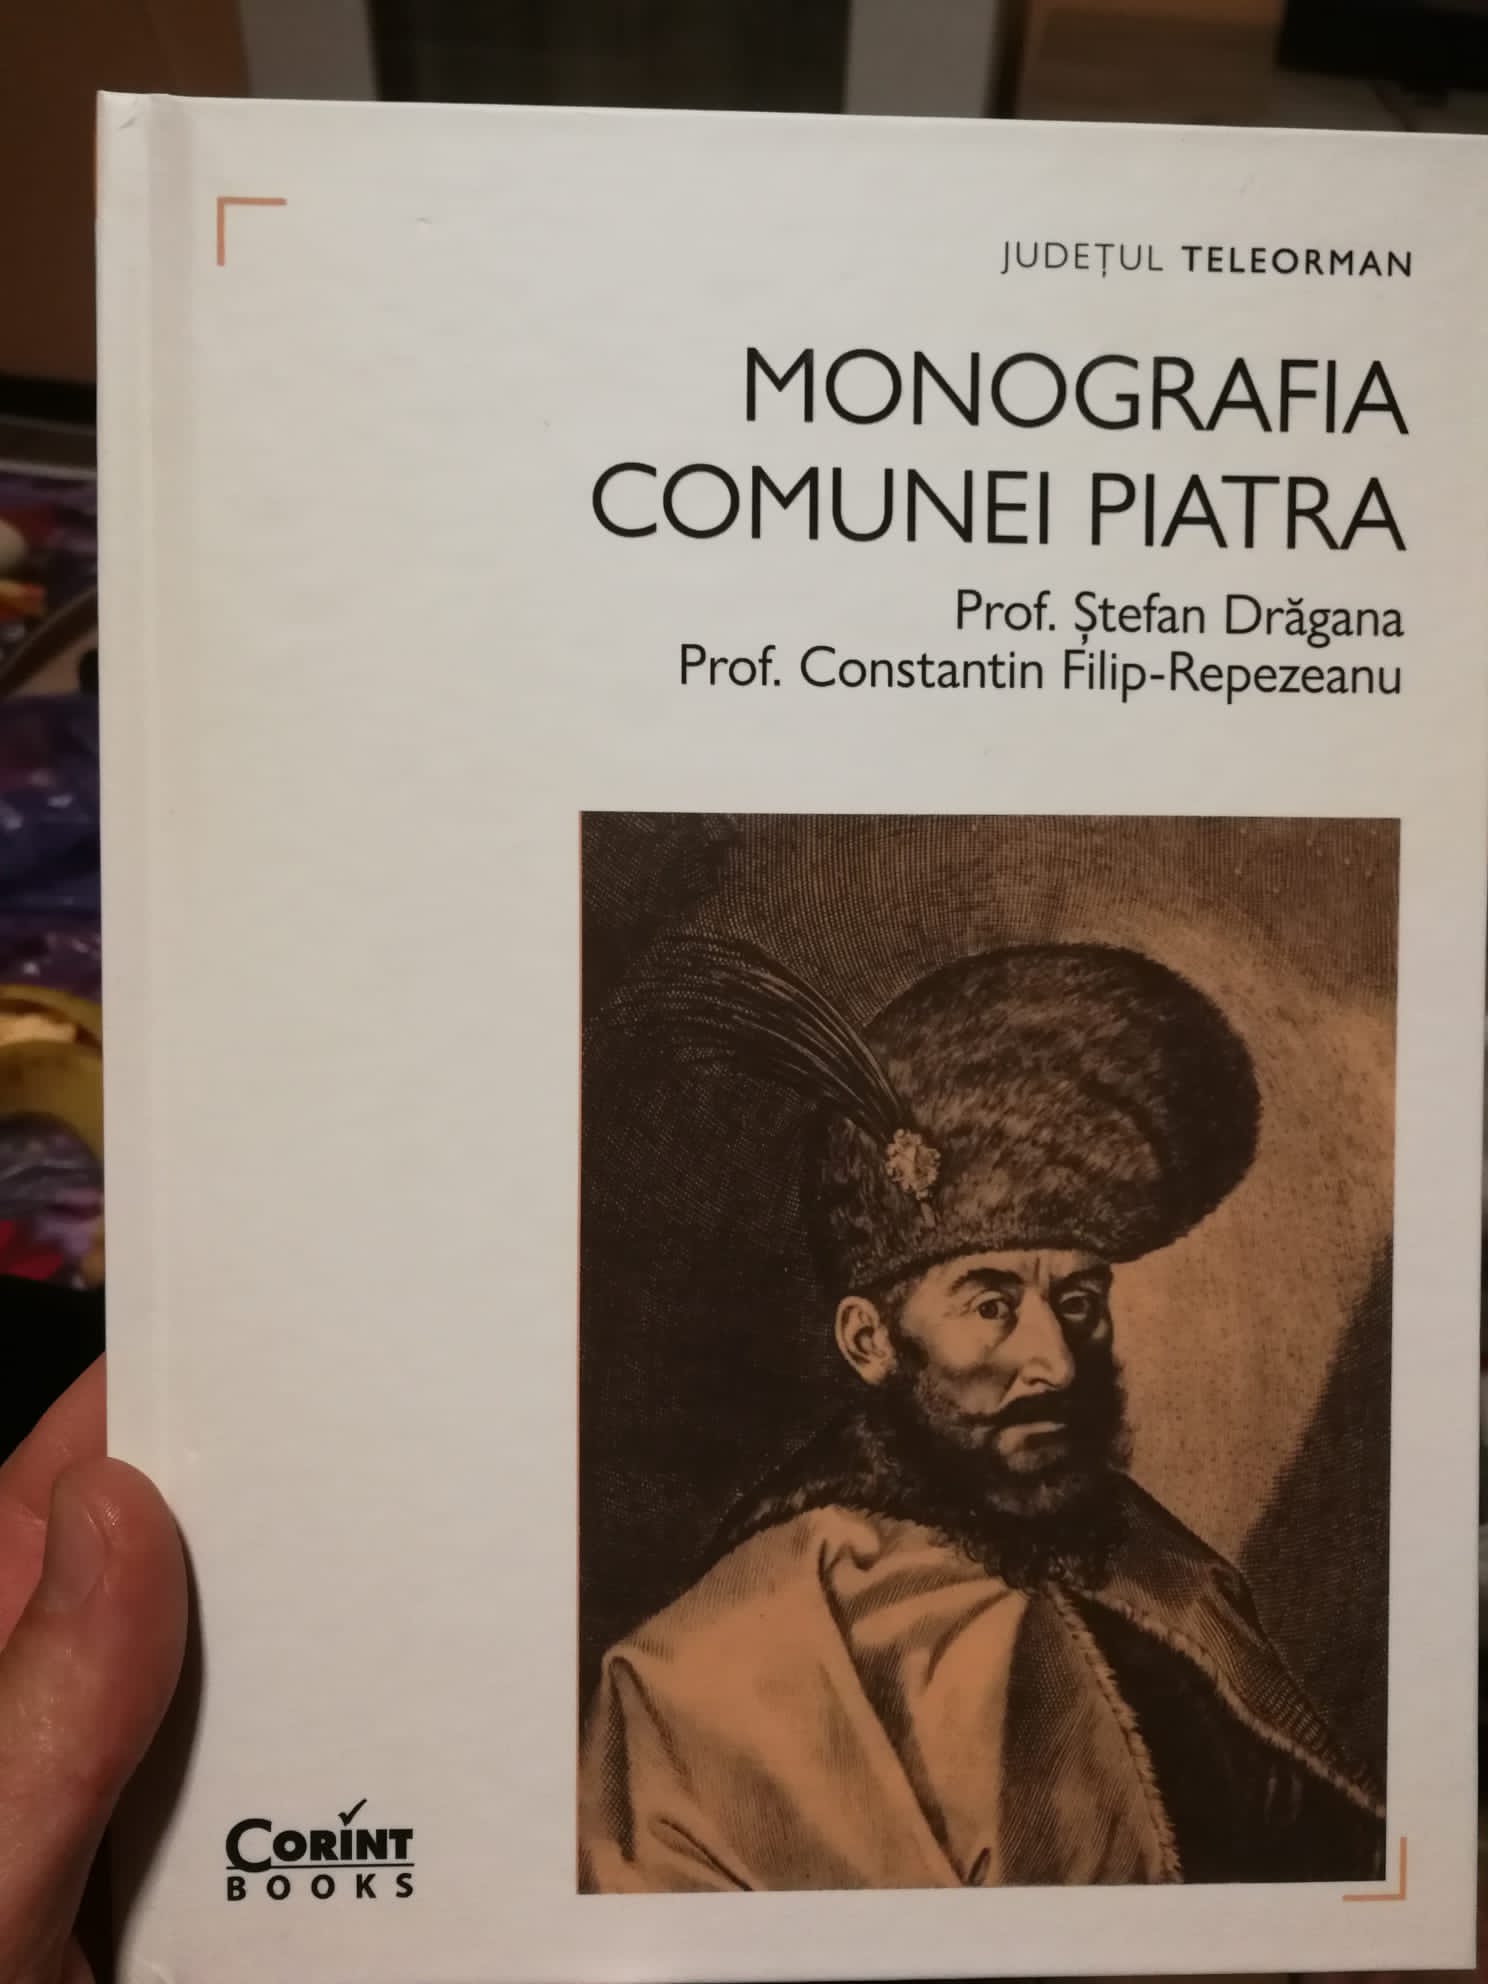 JUDEȚUL TELEORMAN
MONOGRAFIA
COMUNEI PIATRA
Prof. Ștefan Drăgana
Prof. Constantin Filip-Repezeanu
CORINT
BOOKS